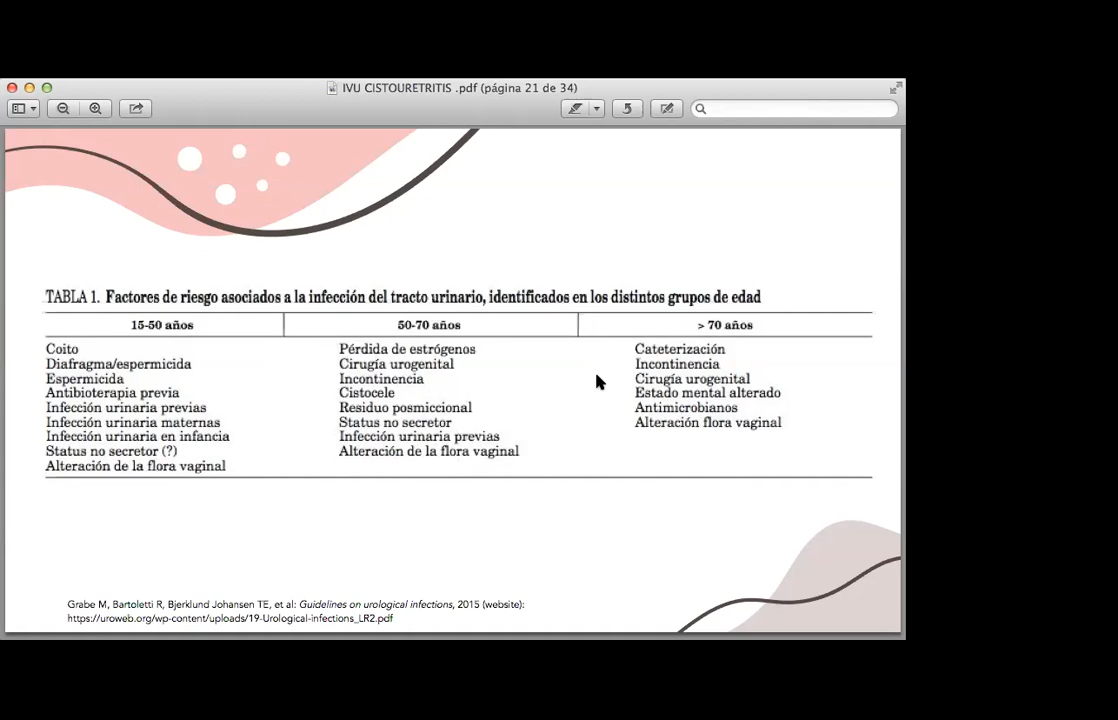 IVU CISTOURETRITIS .pdf (página 21 de 34)
TABLA 1. Factores de riesgo asociados a la infección del tracto urinario, identificados en los distintos grupos de edad
15-50 años
Coito
Diafragma/espermicida
Espermicida
Antibioterapia previa
Infección urinaria previas
Infección urinaria maternas
Infección urinaria en infancia
Status no secretor (?)
Alteración de la flora vaginal
50-70 años
Pérdida de estrógenos
Cirugía urogenital
Incontinencia
Cistocele
Residuo posmiccional
Status no secretor
Infección urinaria previas
Alteración de la flora vaginal
> 70 años
Cateterización
Incontinencia
Cirugía urogenital
Estado mental alterado
Antimicrobianos
Alteración flora vaginal
Grabe M, Bartoletti R, Bjerklund Johansen TE, et al: Guidelines on urological infections, 2015 (website):
https://uroweb.org/wp-content/uploads/19-Urological-infections_LR2.pdf